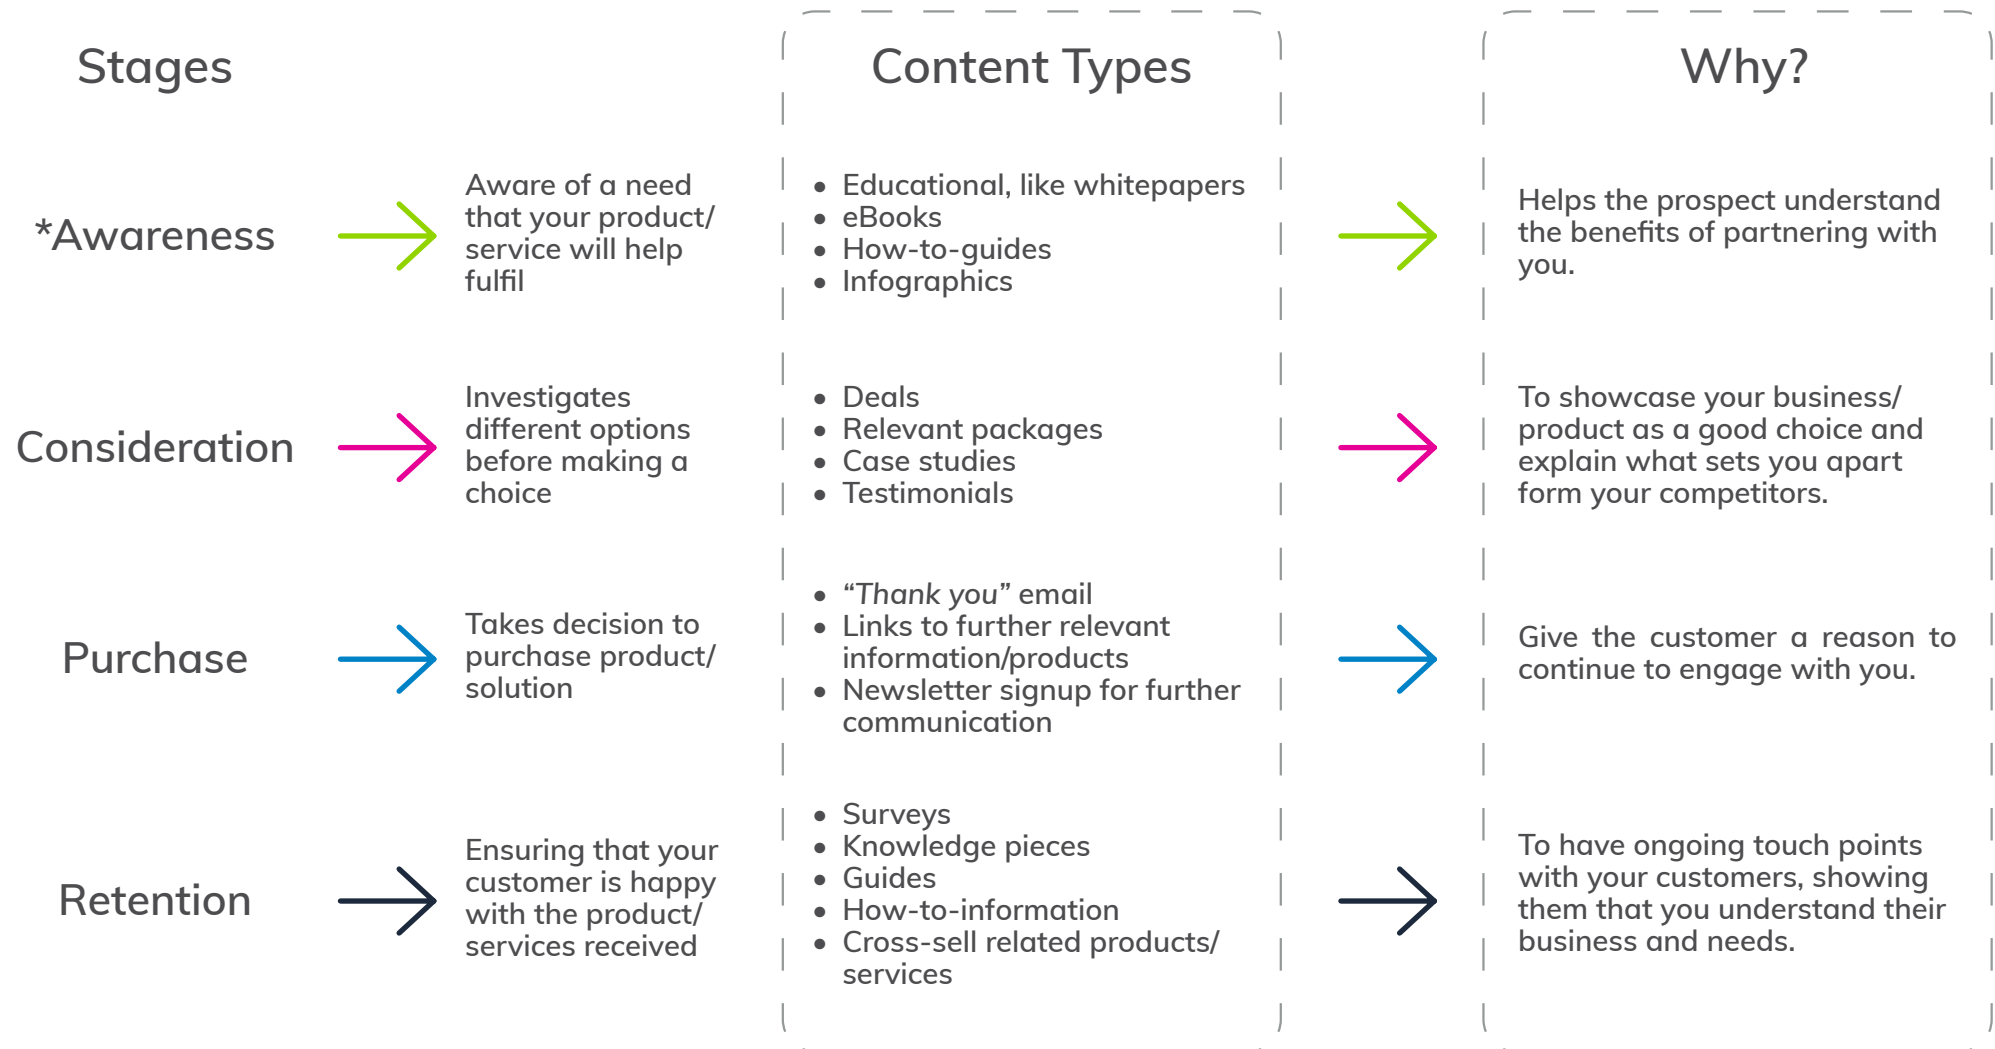 Stages
Content Types
Why?
*Awareness
Aware of a need
that your product/
service will help
fulfil
• Educational, like whitepapers
• eBooks
• How-to-guides
• Infographics
Helps the prospect understand
the benefits of partnering with
you.
Consideration
Investigates
different options
before making a
choice
• Deals
• Relevant packages
• Case studies
• Testimonials
To showcase your business/
product as a good choice and
explain what sets you apart
form your competitors.
Purchase
Takes decision to
purchase product/
solution
• “Thank you” email
• Links to further relevant
information/products
• Newsletter signup for further
communication
Give the customer a reason to
continue to engage with you.
Retention
Ensuring that your
customer is happy
with the product/
services received
• Surveys
• Knowledge pieces
• Guides
• How-to-information
• Cross-sell related products/
services
To have ongoing touch points
with your customers, showing
them that you understand their
business and needs.